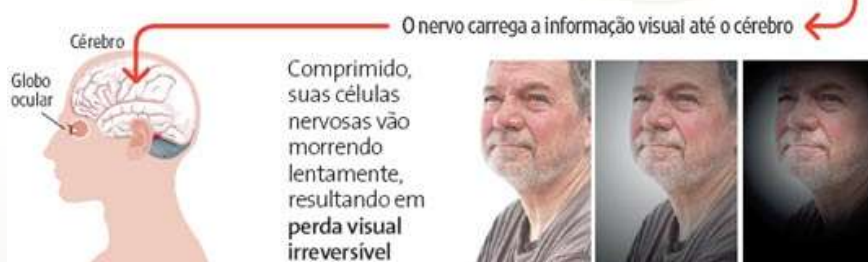 O nervo carrega a informação visual até o cérebro
Cérebro
Globo
ocular
Comprimido,
suas células
nervosas vão
morrendo
lentamente,
resultando em
perda visual
irreversível